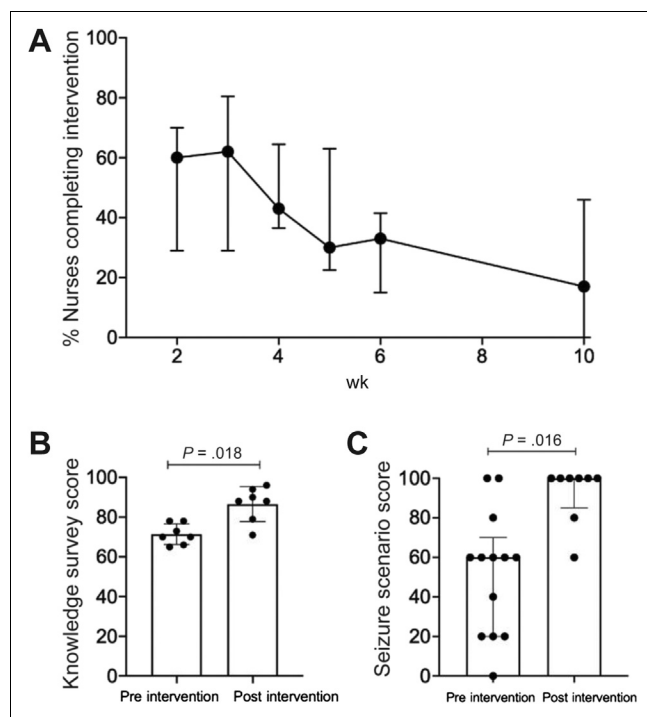 A
% Nurses completing intervention
100
80
60
40
20
0
2
4
6
8
10
wk
B
P = .018
Knowledge survey score
100
80
60
40
20
0
Pre intervention
Post intervention
C
P = .016
Seizure scenario score
100
80
60
40
20
0
Pre intervention
Post intervention